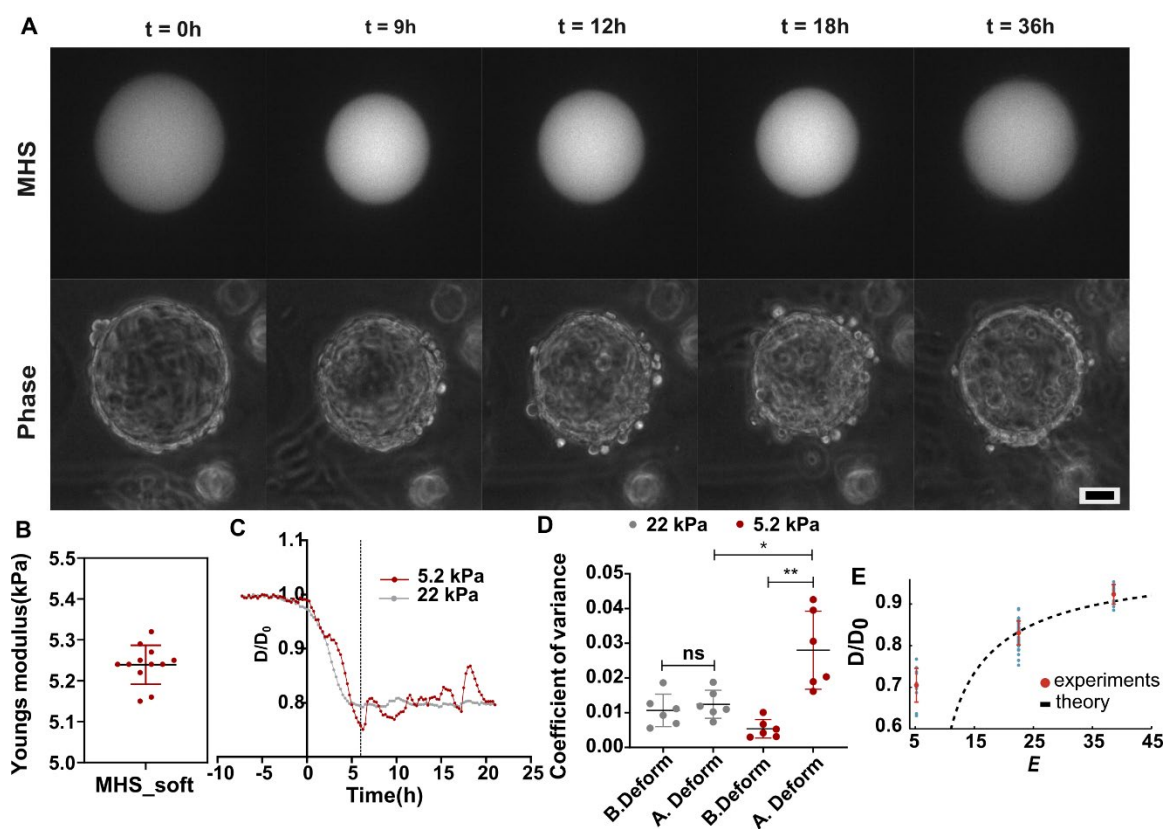 A
t = 0h t = 9h t = 12h t = 18h t = 36h
MHS
Phase
B
Youngs modulus(kPa)
5.5
5.4
5.3
5.2
5.1
5.0
MHS_soft
C
D/D0
1.1
1.0
0.9
0.8
0.7
5.2 kPa
22 kPa
-10 -5 0 5 10 15 20 25
Time(h)
D
22 kPa 5.2 kPa
Coefficient of variance
0.05
0.04
0.03
0.02
0.01
0.00
*
**
ns
B.Deform A. Deform B.Deform A. Deform
E
D/D0
0.9
0.8
0.7
0.6
experiments
theory
5 15 25 35 45
E